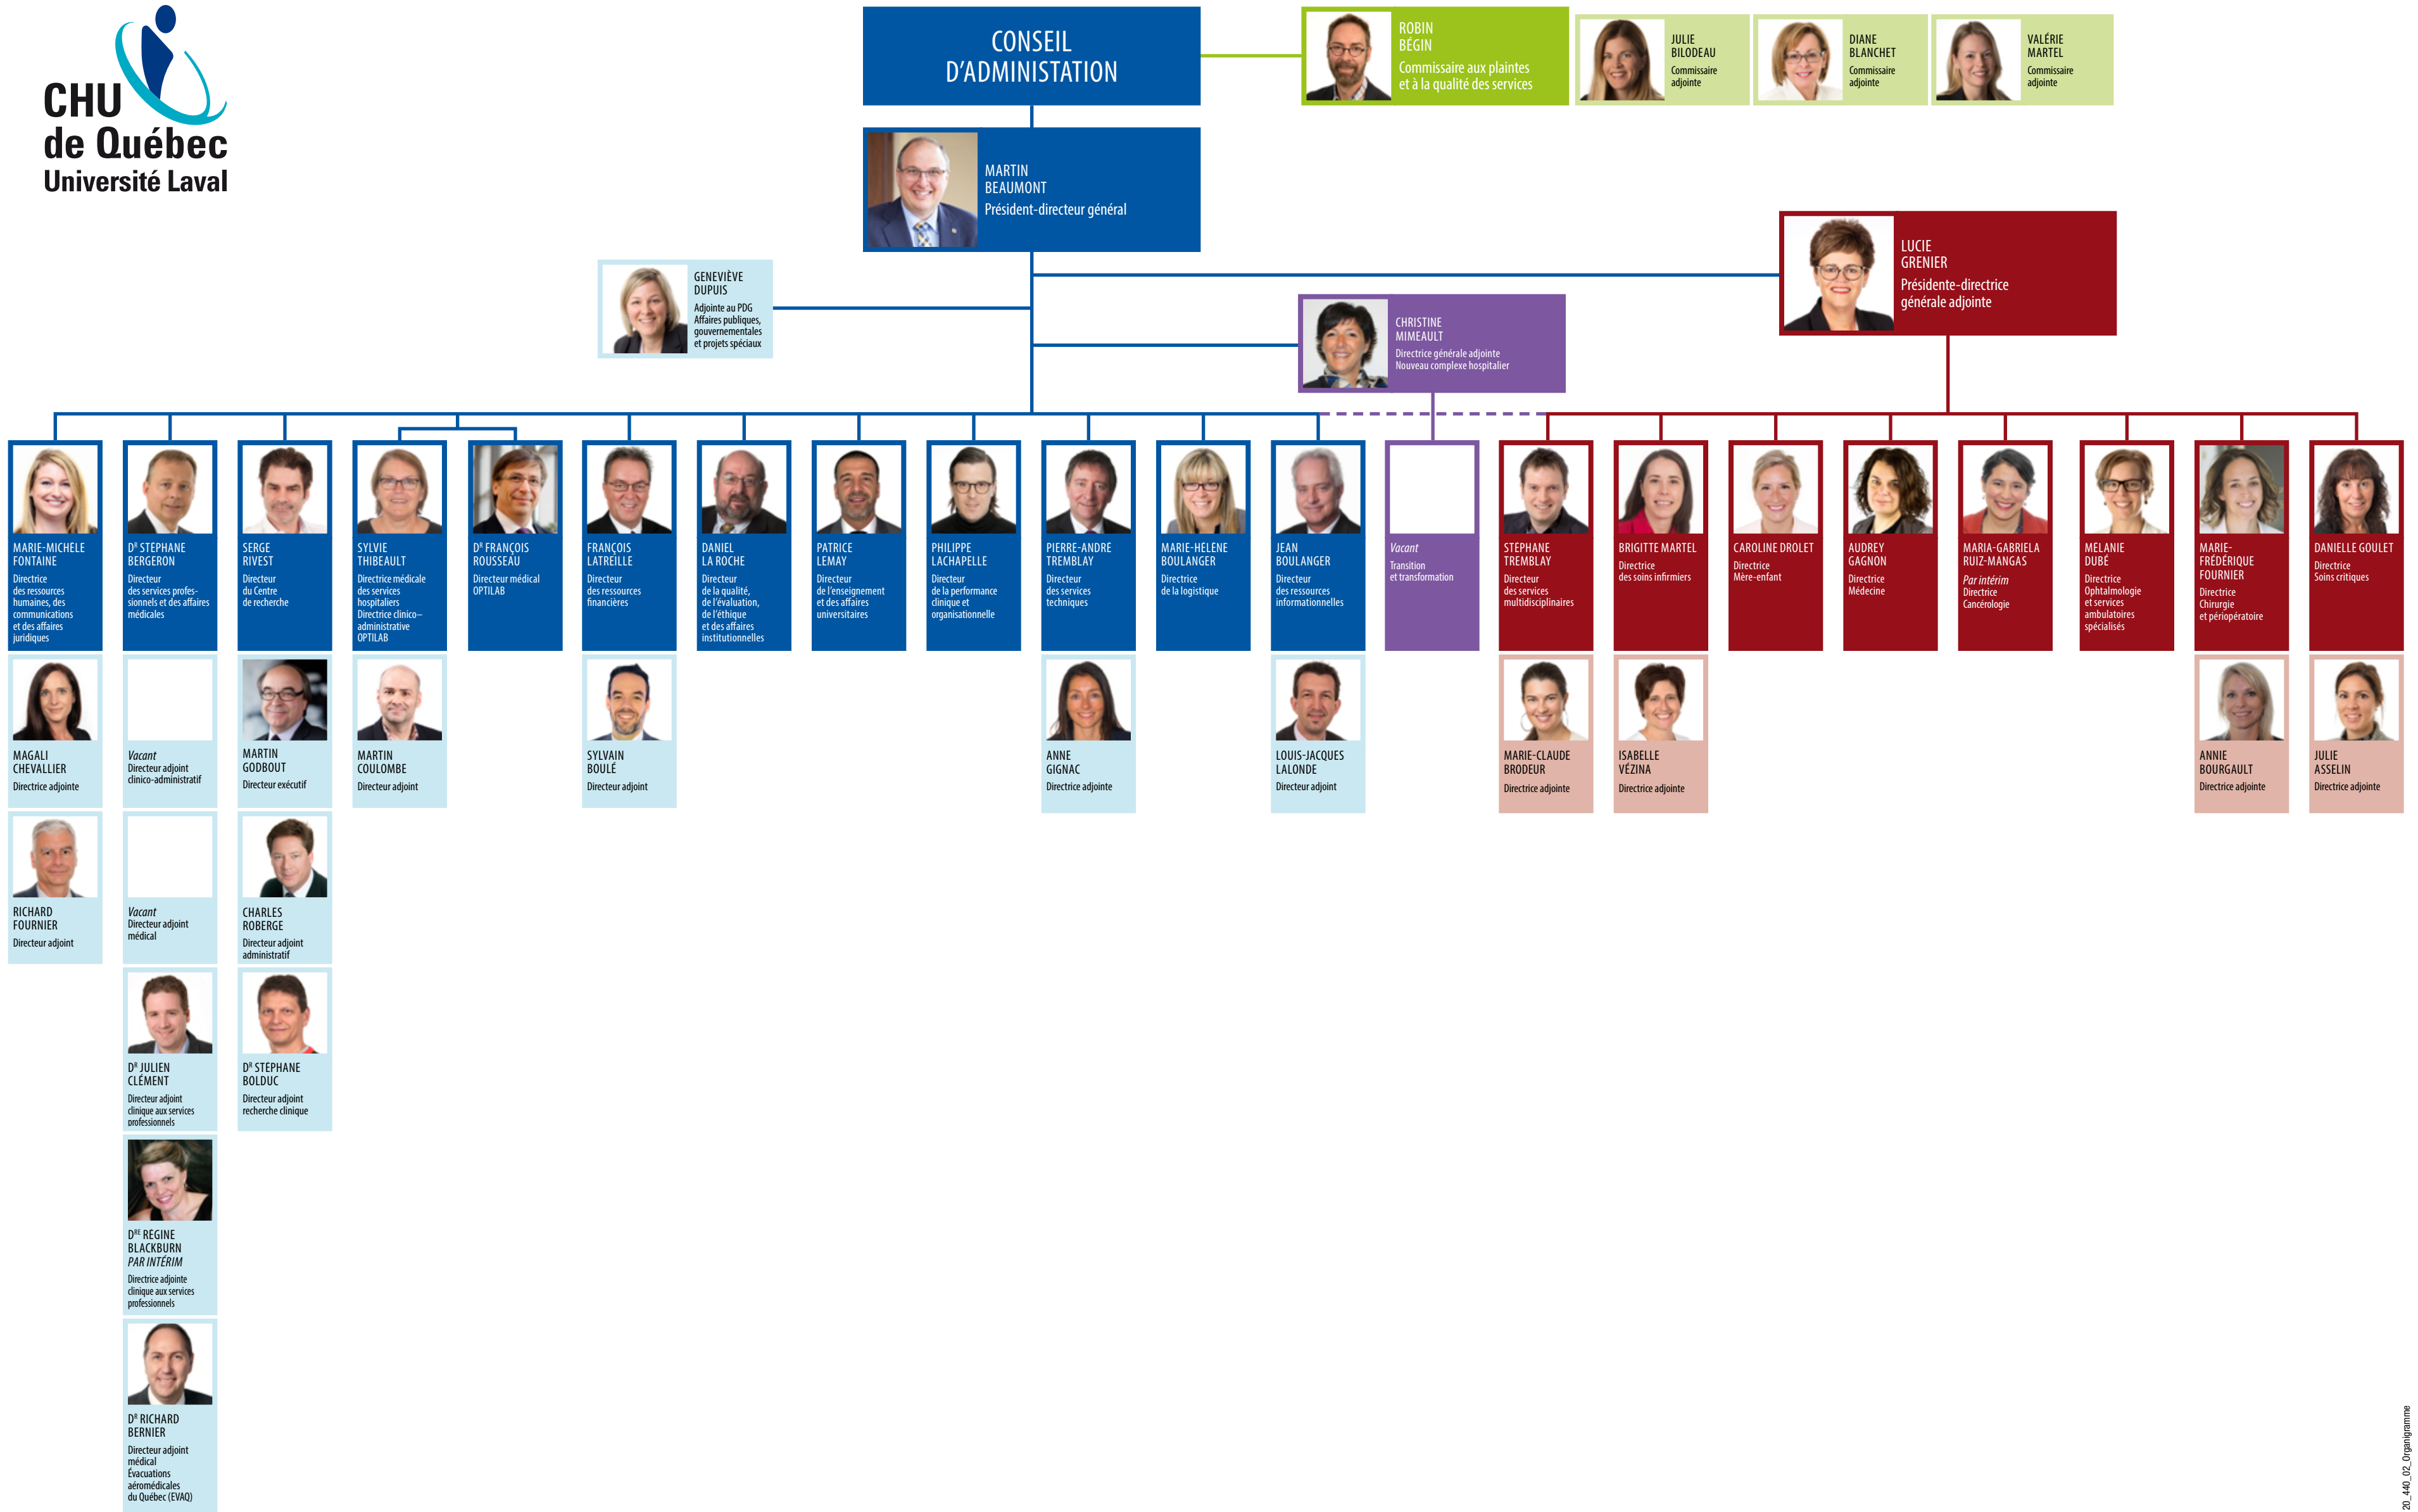 CHU
de Québec
Université Laval
CONSEIL
D'ADMINISTATION
ROBIN
BÉGIN
Commissaire aux plaintes
et à la qualité des services
JULIE
BILODEAU
Commissaire
adjointe
DIANE
BLANCHET
Commissaire
adjointe
VALÉRIE
MARTEL
Commissaire
adjointe
MARTIN
BEAUMONT
Président-directeur général
LUCIE
GRENIER
Présidente-directrice
générale adjointe
GENEVIÈVE
DUPUIS
Adjointe au PDG
Affaires publiques,
gouvernementales
et projets spéciaux
CHRISTINE
MIMEAULT
Directrice générale adjointe
Nouveau complexe hospitalier
MARIE-MICHÈLE
FONTAINE
Directrice
des ressources
humaines, des
communications
et des affaires
juridiques
DR STÉPHANE
BERGERON
Directeur
des services profes-
sionnels et des affaires
médicales
SERGE
RIVEST
Directeur
du Centre
de recherche
SYLVIE
THIBEAULT
Directrice médicale
des services
hospitaliers
Directrice clinico–
administrative
OPTILAB
DR FRANÇOIS
ROUSSEAU
Directeur médical
OPTILAB
FRANÇOIS
LATREILLE
Directeur
des ressources
financières
DANIEL
LA ROCHE
Directeur
de la qualité,
de l'évaluation,
de l'éthique
et des affaires
institutionnelles
PATRICE
LEMAY
Directeur
de l'enseignement
et des affaires
universitaires
PHILIPPE
LACHAPELLE
Directeur
de la performance
clinique et
organisationnelle
PIERRE-ANDRÉ
TREMBLAY
Directeur
des services
techniques
MARIE-HÉLÈNE
BOULANGER
Directrice
de la logistique
JEAN
BOULANGER
Directeur
des ressources
informationnelles
Vacant
Transition
et transformation
STÉPHANE
TREMBLAY
Directeur
des services
multidisciplinaires
BRIGITTE MARTEL
Directrice
des soins infirmiers
CAROLINE DROLET
Directrice
Mère-enfant
AUDREY
GAGNON
Directrice
Médecine
MARIA-GABRIELA
RUIZ-MANGAS
Par intérim
Directrice
Cancérologie
MÉLANIE
DUBÉ
Directrice
Ophtalmologie
et services
ambulatoires
spécialisés
MARIE-
FRÉDÉRIQUE
FOURNIER
Directrice
Chirurgie
et périopératoire
DANIELLE GOULET
Directrice
Soins critiques
MAGALI
CHEVALLIER
Directrice adjointe
Vacant
Directeur adjoint
clinico-administratif
MARTIN
GODBOUT
Directeur exécutif
MARTIN
COULOMBE
Directeur adjoint
SYLVAIN
BOULÉ
Directeur adjoint
ANNE
GIGNAC
Directrice adjointe
LOUIS-JACQUES
LALONDE
Directeur adjoint
MARIE-CLAUDE
BRODEUR
Directrice adjointe
ISABELLE
VÉZINA
Directrice adjointe
ANNIE
BOURGAULT
Directrice adjointe
JULIE
ASSELIN
Directrice adjointe
RICHARD
FOURNIER
Directeur adjoint
Vacant
Directeur adjoint
médical
CHARLES
ROBERGE
Directeur adjoint
administratif
DR JULIEN
CLÉMENT
Directeur adjoint
clinique aux services
professionnels
DR STÉPHANE
BOLDUC
Directeur adjoint
recherche clinique
DRE RÉGINE
BLACKBURN
PAR INTÉRIM
Directrice adjointe
clinique aux services
professionnels
DR RICHARD
BERNIER
Directeur adjoint
médical
Évacuations
aéromédicales
du Québec (EVAQ)
20_440_02_Organigramme